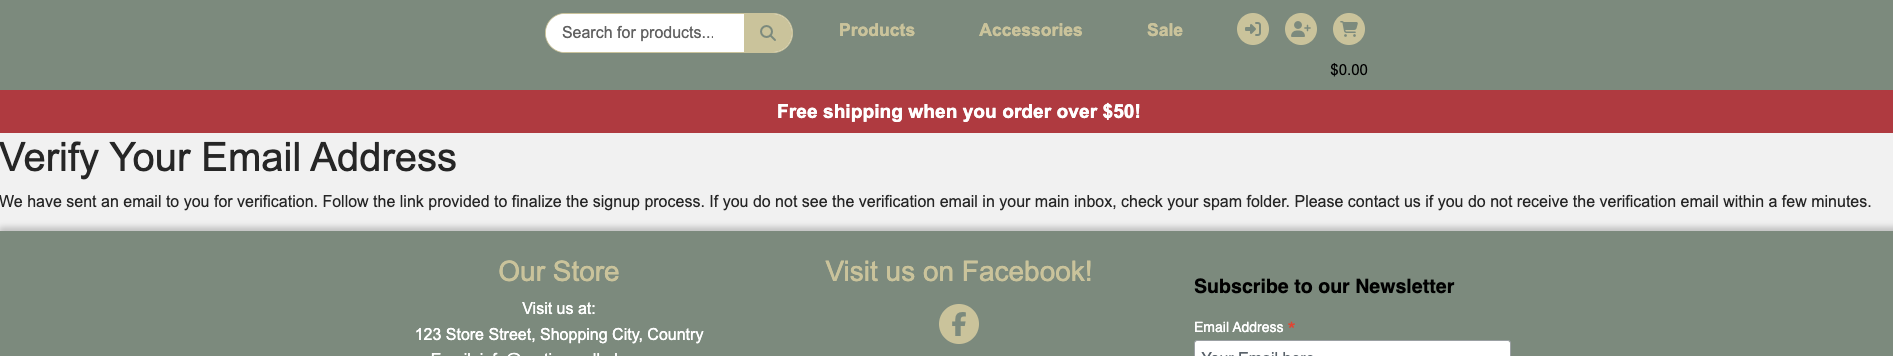 Search for products...
Products
Accessories
Sale
$0.00
Free shipping when you order over $50!
Verify Your Email Address
We have sent an email to you for verification. Follow the link provided to finalize the signup process. If you do not see the verification email in your main inbox, check your spam folder. Please contact us if you do not receive the verification email within a few minutes.
Our Store
Visit us at:
123 Store Street, Shopping City, Country
Visit us on Facebook!
Subscribe to our Newsletter
Email Address *
Your Email here